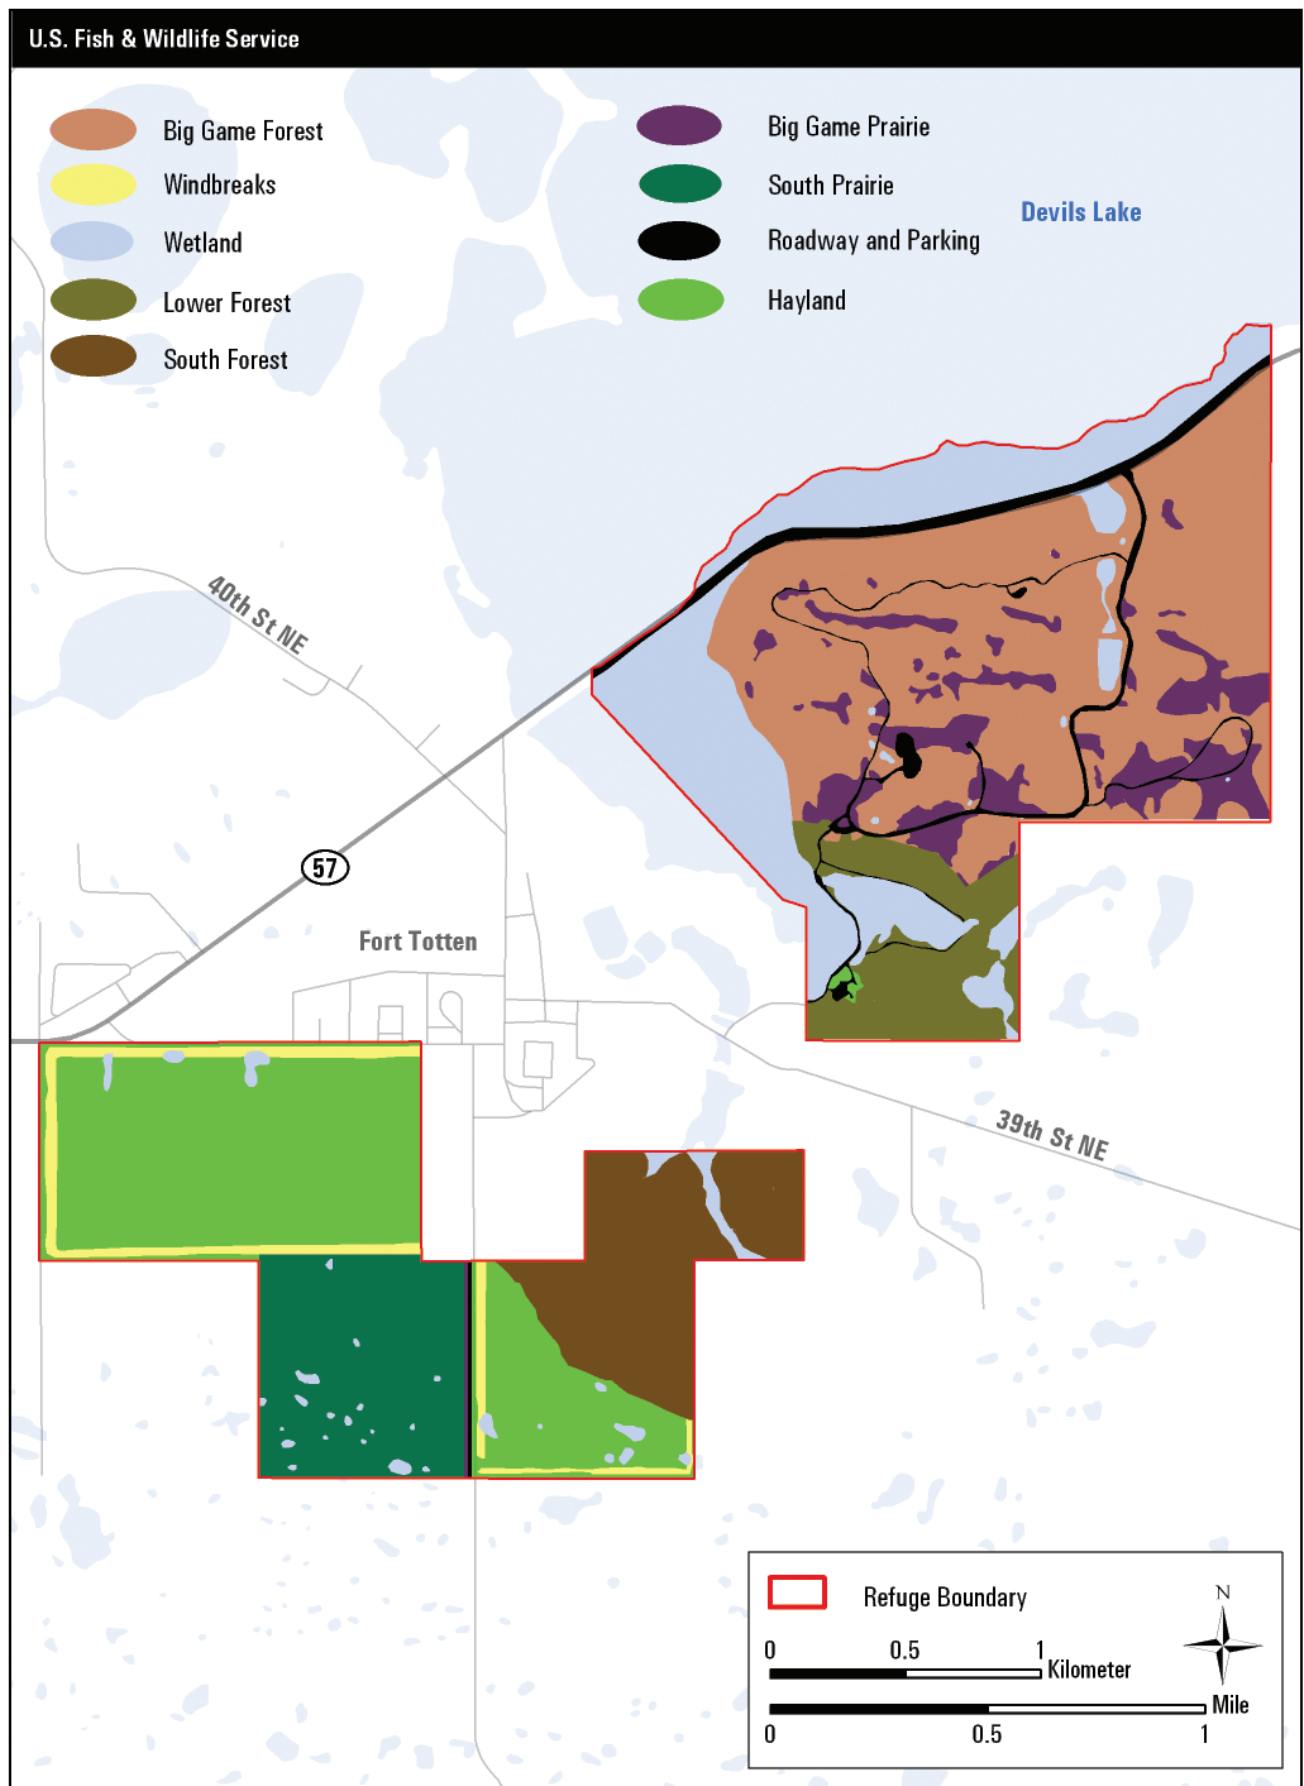 U.S. Fish & Wildlife Service
Big Game Forest
Windbreaks
Wetland
Lower Forest
South Forest
Big Game Prairie
South Prairie
Roadway and Parking
Hayland
Devils Lake
40th St NE
57
Fort Totten
39th St NE
Refuge Boundary
N
0 0.5 1
Kilometer
Mile
0 0.5 1